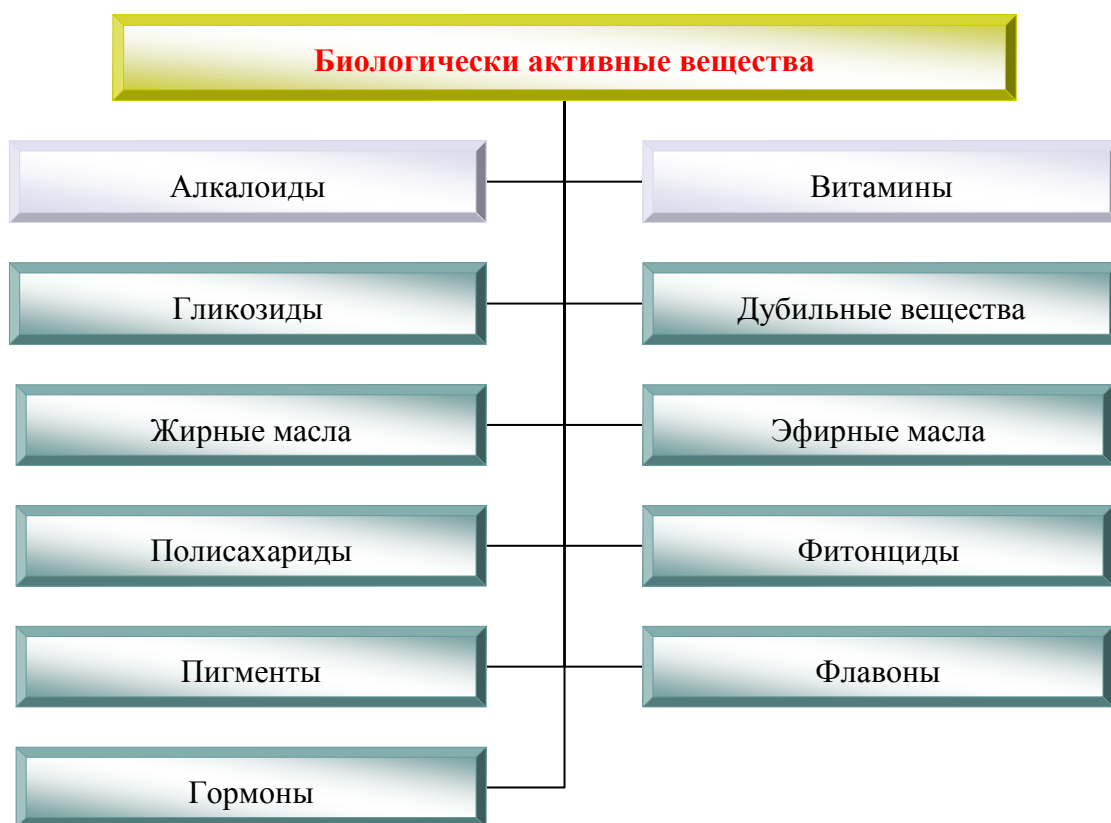 Биологически активные вещества
Алкалоиды
Витамины
Гликозиды
Дубильные вещества
Жирные масла
Эфирные масла
Полисахариды
Фитонциды
Пигменты
Флавоны
Гормоны